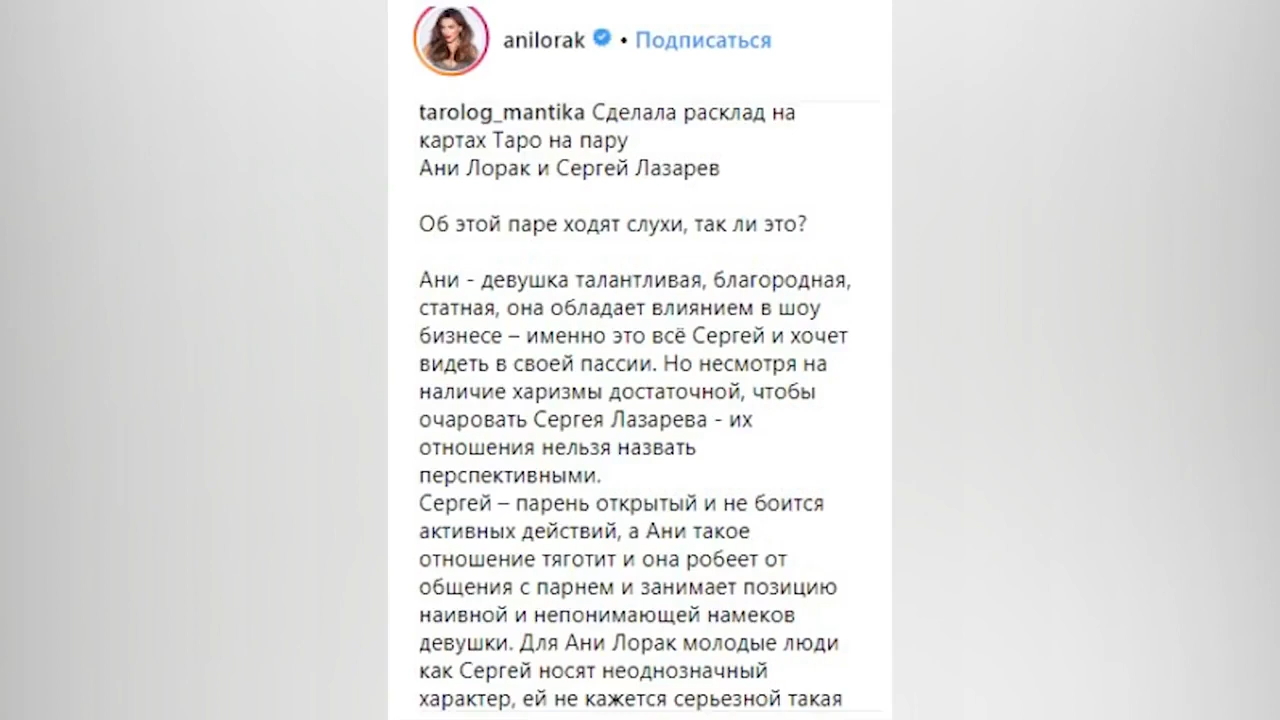 anilorak • Подписаться
tarolog_mantika Сделала расклад на
картах Таро на пару
Ани Лорак и Сергей Лазарев
Об этой паре ходят слухи, так ли это?
Ани - девушка талантливая, благородная,
статная, она обладает влиянием в шоу
бизнесе – именно это всё Сергей и хочет
видеть в своей пассии. Но несмотря на
наличие харизмы достаточной, чтобы
очаровать Сергея Лазарева - их
отношения нельзя назвать
перспективными.
Сергей – парень открытый и не боится
активных действий, а Ани такое
отношение тяготит и она робеет от
общения с парнем и занимает позицию
наивной и непонимающей намеков
девушки. Для Ани Лорак молодые люди
как Сергей носят неоднозначный
характер, ей не кажется серьезной такая